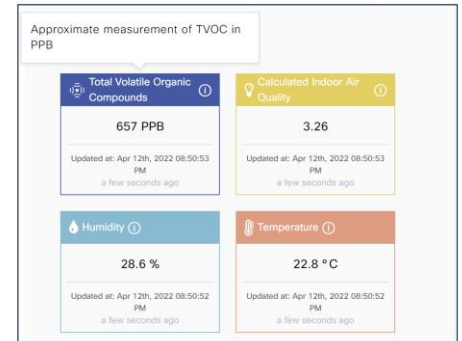 Approximate measurement of TVOC in
PPB
Total Volatile Organic
Compounds
657 PPB
Updated at: Apr 12th, 2022 08:50:53
PM
a few seconds ago
Calculated Indoor Air
Quality
3.26
Updated at: Apr 12th, 2022 08:50:53
PM
a few seconds ago
Humidity
28.6 %
Updated at: Apr 12th, 2022 08:50:52
PM
a few seconds ago
Temperature
22.8 °C
Updated at: Apr 12th, 2022 08:50:52
PM
a few seconds ago